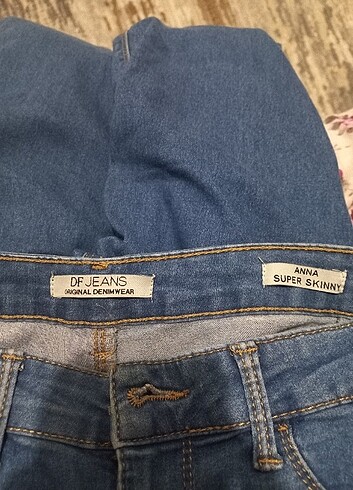 DF JEANS
ORIGINAL DENIMWEAR
ANNA
SUPER SKINNY